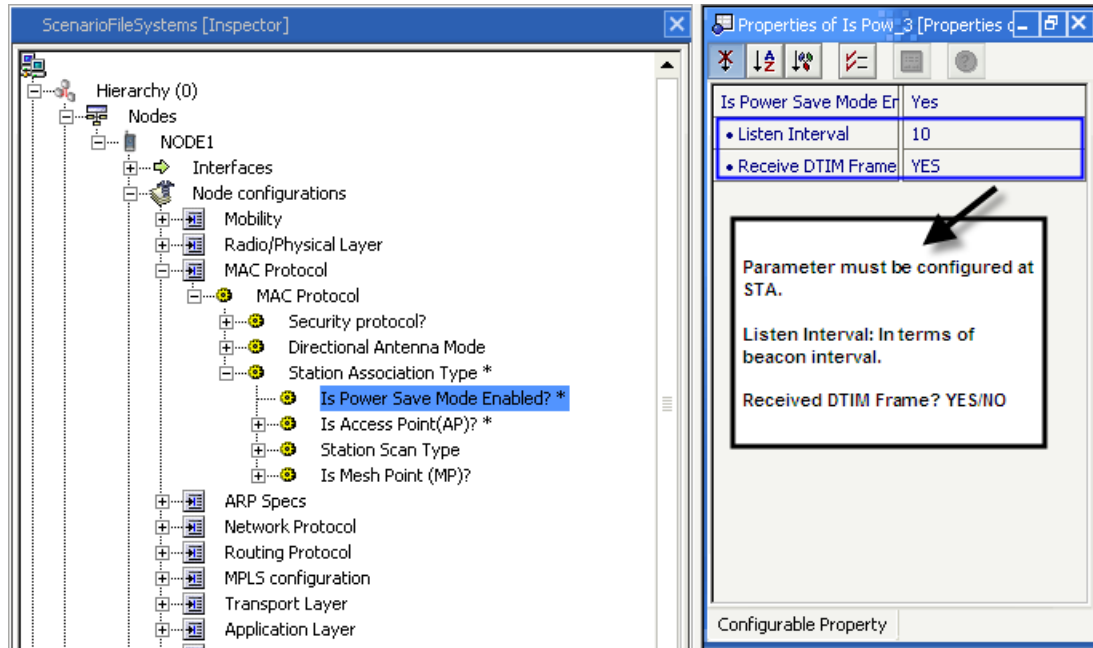 ScenarioFileSystems [Inspector]
Hierarchy (0)
Nodes
NODE1
Interfaces
Node configurations
Mobility
Radio/Physical Layer
MAC Protocol
MAC Protocol
Security protocol?
Directional Antenna Mode
Station Association Type *
Is Power Save Mode Enabled? *
Is Access Point(AP)? *
Station Scan Type
Is Mesh Point (MP)?
ARP Specs
Network Protocol
Routing Protocol
MPLS configuration
Transport Layer
Application Layer
Properties of Is Pow_3 [Properties
Is Power Save Mode Er Yes
• Listen Interval 10
• Receive DTIM Frame YES
Parameter must be configured at
STA.
Listen Interval: In terms of
beacon interval.
Received DTIM Frame? YES/NO
Configurable Property